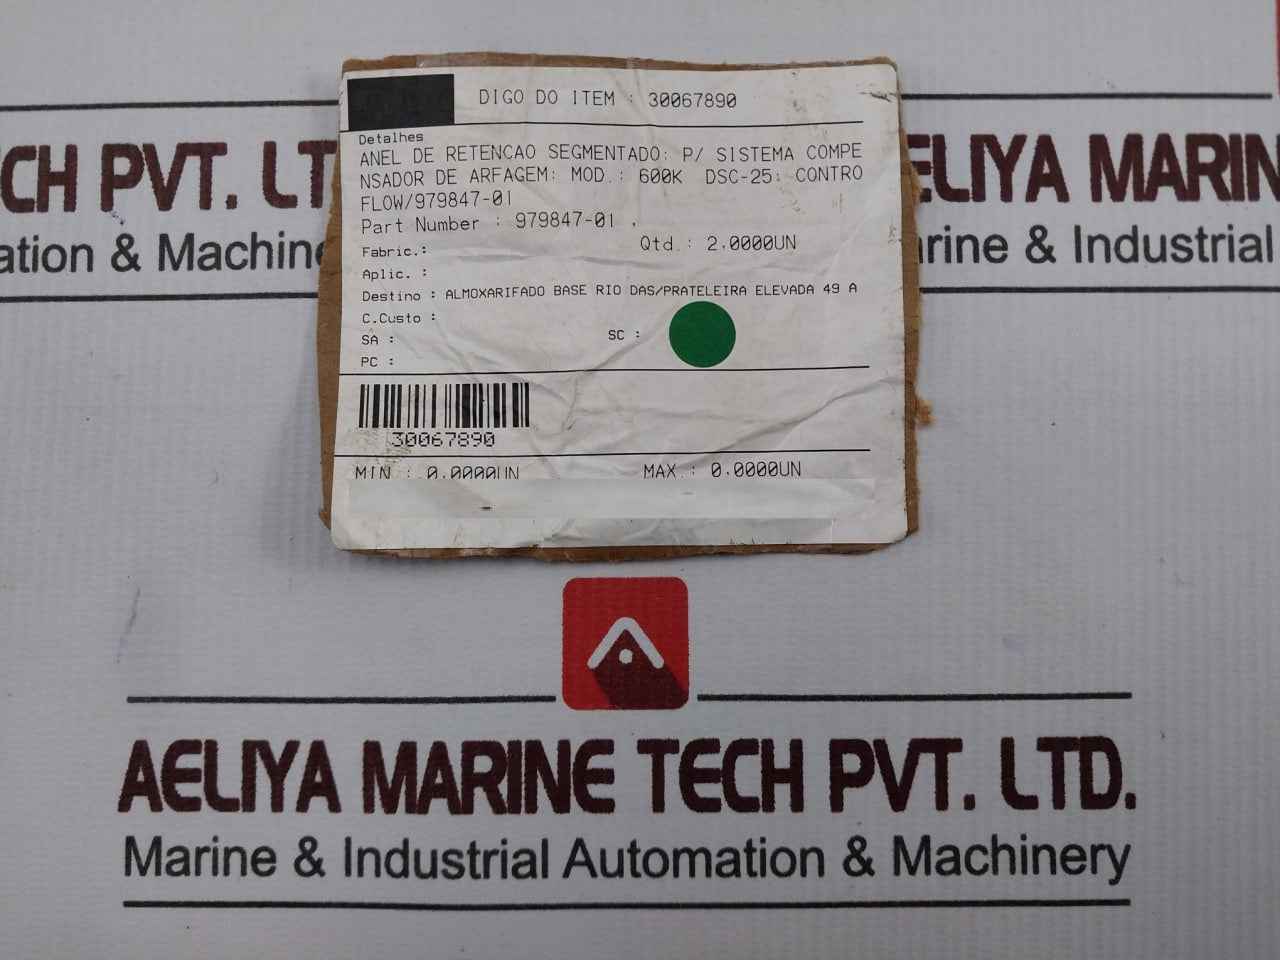 DIGO DO ITEM : 30067890
Detalhes
ANEL DE RETENCAO SEGMENTADO: P/ SISTEMA COMPE
NSADOR DE ARFAGEM: MOD.: 600K DSC-25: CONTRO
FLOW/979847-01
Part Number : 979847-01 .
Fabric.: Qtd.: 2.0000UN
Aplic. :
Destino : ALMOXARIFADO BASE RIO DAS/PRATELEIRA ELEVADA 49 A
C.Custo :
SA : SC :
PC :
30067890
MIN : 0.0000UN MAX : 0.0000UN
CH PVT. LT
ation & Machine
ELIYA MARIN
arine & Industrial
AELIYA MARINE TECH PVT. LTD.
Marine & Industrial Automation & Machinery